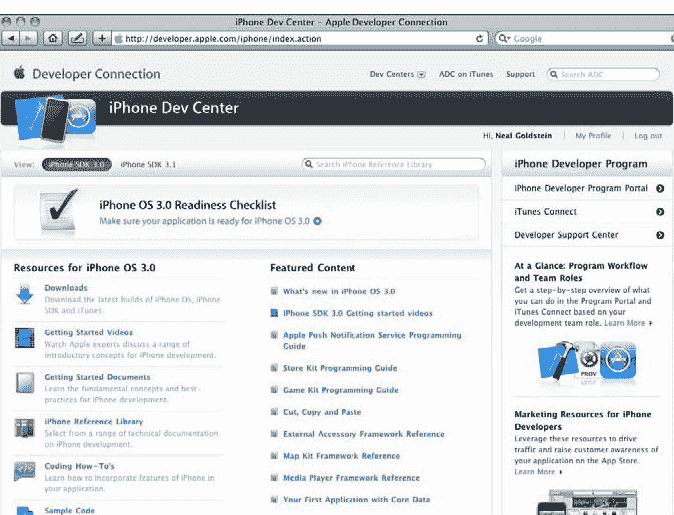 iPhone Dev Center – Apple Developer Connection
http://developer.apple.com/iphone/index.action
Google
Developer Connection
Dev Centers
ADC on iTunes
Support
Search ADC
iPhone Dev Center
Hi, Neal Goldstein
My Profile
Log out
View:
iPhone SDK 3.0
iPhone SDK 3.1
Search iPhone Reference Library
iPhone OS 3.0 Readiness Checklist
Make sure your application is ready for iPhone OS 3.0
Resources for iPhone OS 3.0
Downloads
Download the latest builds of iPhone OS, iPhone
SDK and iTunes.
Getting Started Videos
Watch Apple experts discuss a range of
introductory concepts for iPhone development.
Getting Started Documents
Learn the fundamental concepts and best-
practices for iPhone development.
iPhone Reference Library
Select from a range of technical documentation
on iPhone development.
Coding How-To's
Learn how to incorporate features of iPhone in
your application.
Sample Code
Featured Content
What's new in iPhone OS 3.0
iPhone SDK 3.0 Getting started videos
Apple Push Notification Service Programming
Guide
Store Kit Programming Guide
Game Kit Programming Guide
Cut, Copy and Paste
External Accessory Framework Reference
Map Kit Framework Reference
Media Player Framework Reference
Your First Application with Core Data
iPhone Developer Program
iPhone Developer Program Portal
iTunes Connect
Developer Support Center
At a Glance: Program Workflow
and Team Roles
Get a step-by-step overview of what
you can do in the Program Portal and
iTunes Connect based on your
development team role. Learn More
PROV
Marketing Resources for iPhone
Developers
Leverage these resources to drive
traffic and raise customer awareness of
your application on the App Store.
Learn More